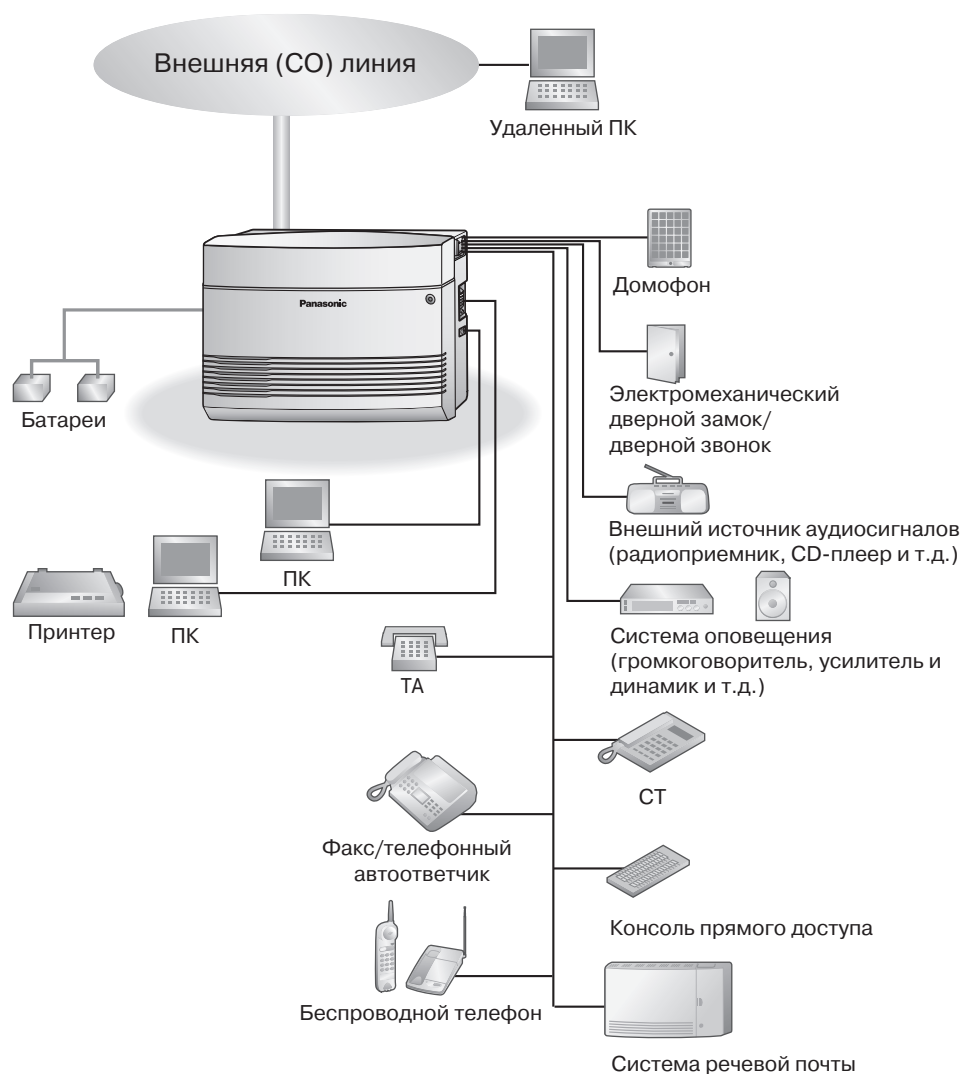 Внешняя (CO) линия
Удаленный ПК
Panasonic
Домофон
Батареи
Электромеханический
дверной замок/
дверной звонок
Внешний источник аудиосигналов
(радиоприемник, CD-плеер и т.д.)
ПК
Принтер
ПК
Система оповещения
(громкоговоритель, усилитель и
динамик и т.д.)
ТА
СТ
Факс/телефонный
автоответчик
Консоль прямого доступа
Беспроводной телефон
Система речевой почты